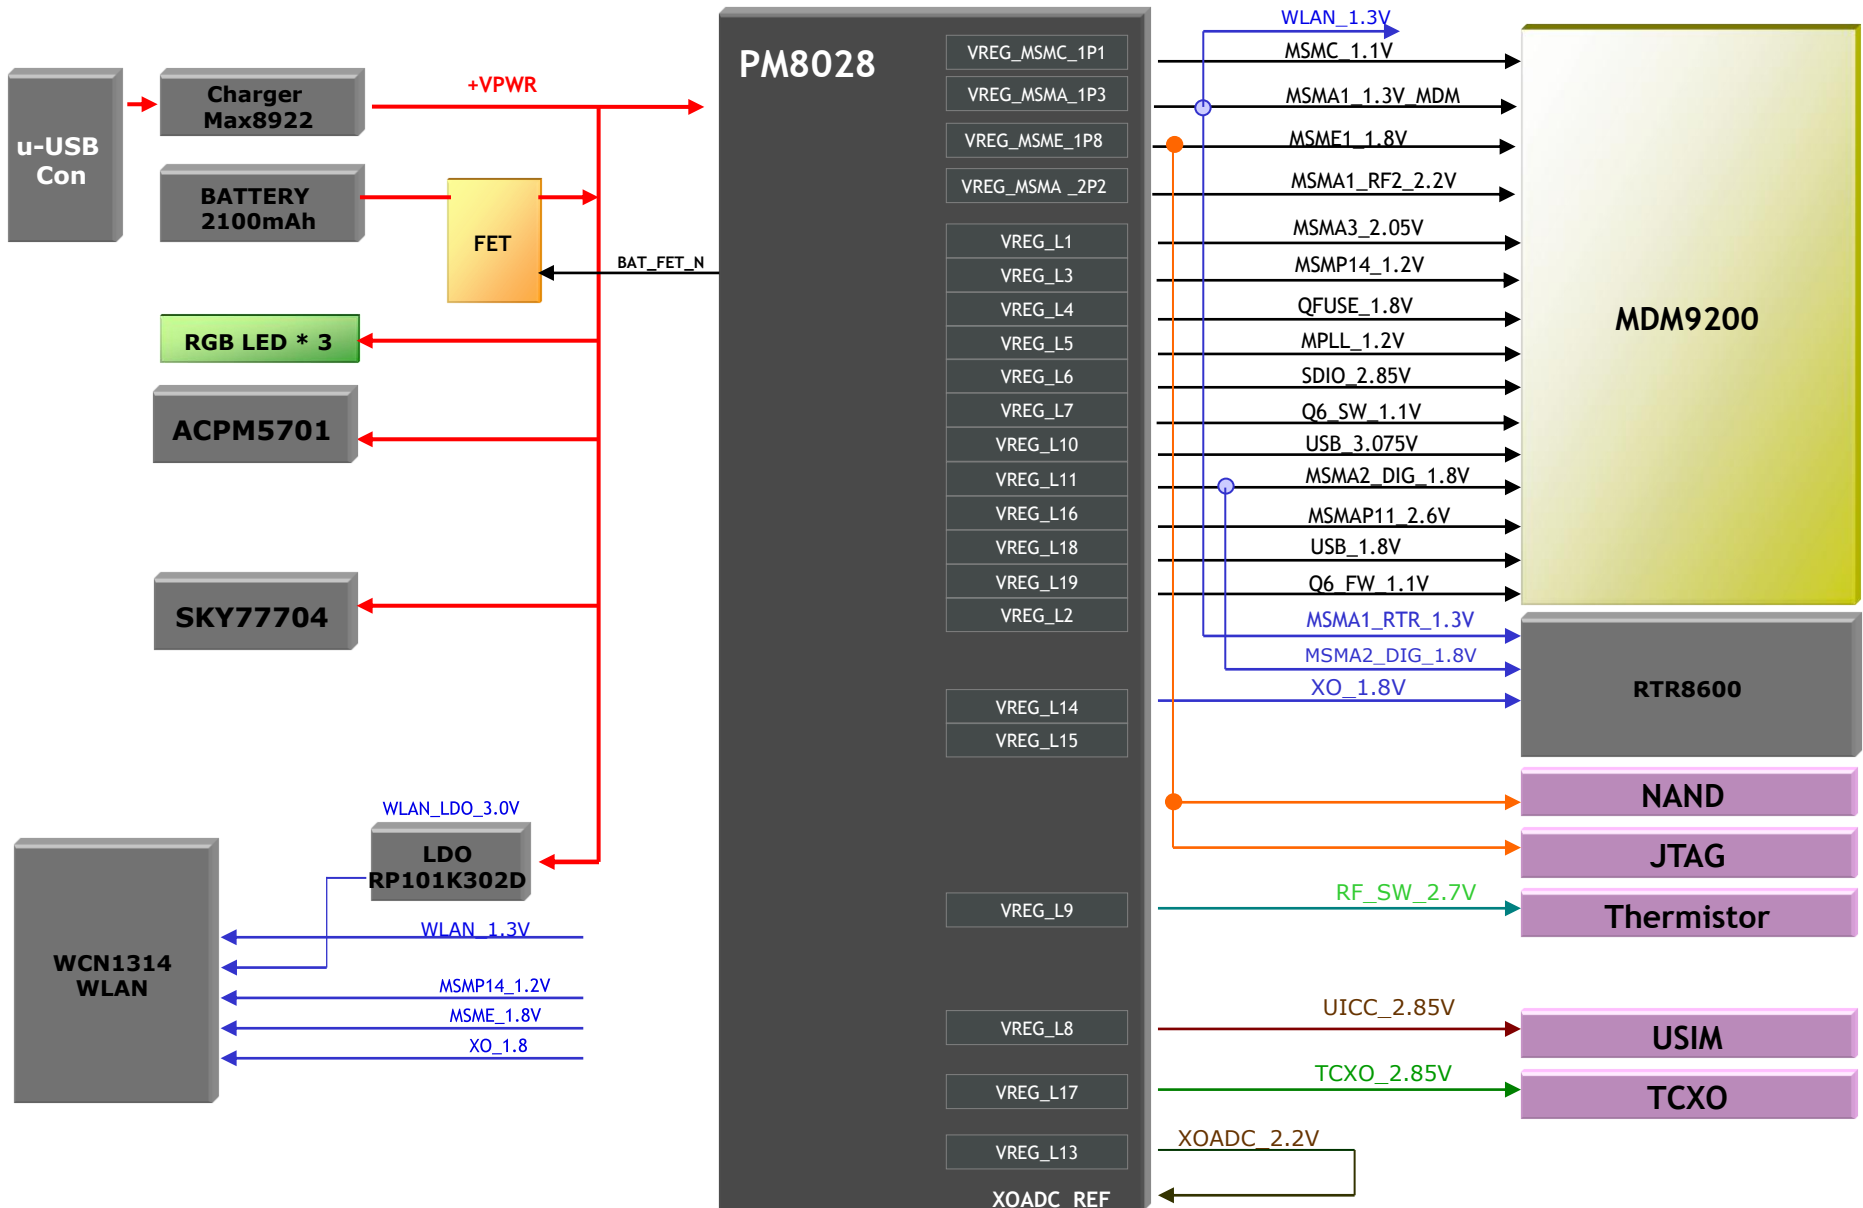 u-USB
Con
Charger
Max8922
+VPWR
BATTERY
2100mAh
FET
BAT_FET_N
RGB LED * 3
ACPM5701
SKY77704
WLAN_LDO_3.0V
LDO
RP101K302D
WCN1314
WLAN
WLAN_1.3V
MSMP14_1.2V
MSME_1.8V
XO_1.8
PM8028
VREG_MSMC_1P1
VREG_MSMA_1P3
VREG_MSME_1P8
VREG_MSMA _2P2
VREG_L1
VREG_L3
VREG_L4
VREG_L5
VREG_L6
VREG_L7
VREG_L10
VREG_L11
VREG_L16
VREG_L18
VREG_L19
VREG_L2
VREG_L14
VREG_L15
VREG_L9
VREG_L8
VREG_L17
VREG_L13
XOADC_REF
WLAN_1.3V
MSMC_1.1V
MSMA1_1.3V_MDM
MSME1_1.8V
MSMA1_RF2_2.2V
MSMA3_2.05V
MSMP14_1.2V
QFUSE_1.8V
MPLL_1.2V
SDIO_2.85V
Q6_SW_1.1V
USB_3.075V
MSMA2_DIG_1.8V
MSMAP11_2.6V
USB_1.8V
Q6_FW_1.1V
MSMA1_RTR_1.3V
MSMA2_DIG_1.8V
XO_1.8V
RF_SW_2.7V
UICC_2.85V
TCXO_2.85V
XOADC_2.2V
MDM9200
RTR8600
NAND
JTAG
Thermistor
USIM
TCXO